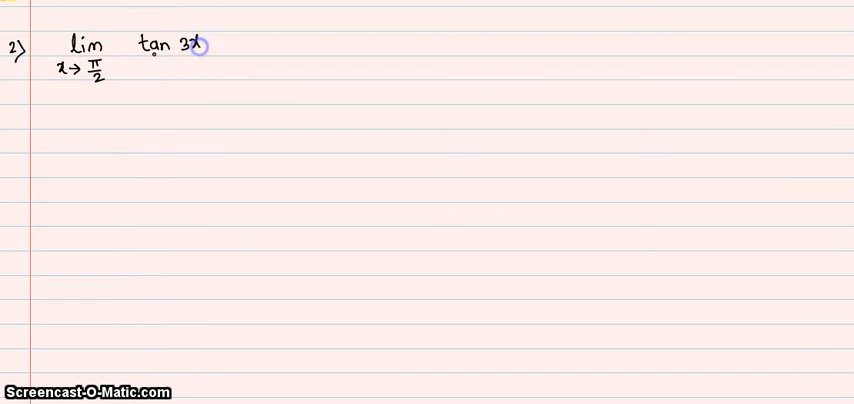 2) lim tan 3x
x → π/2
Screencast-O-Matic.com